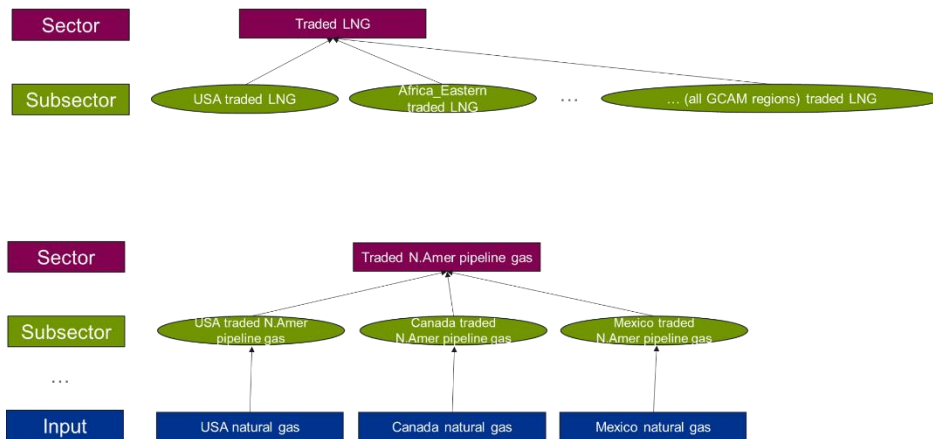 Sector
Traded LNG
Subsector
USA traded LNG
Africa_Eastern
traded LNG
...
... (all GCAM regions) traded LNG
Sector
Traded N.Amer pipeline gas
Subsector
USA traded N.Amer
pipeline gas
Canada traded
N.Amer pipeline gas
Mexico traded
N.Amer pipeline gas
...
Input
USA natural gas
Canada natural gas
Mexico natural gas